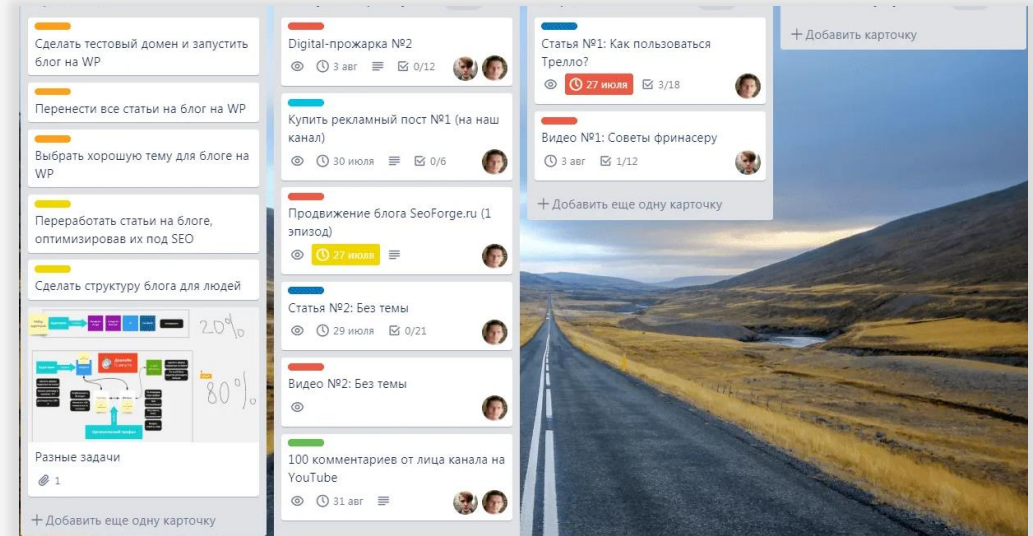 Сделать тестовый домен и запустить
блог на WP
Перенести все статьи на блог на WP
Выбрать хорошую тему для блоге на
WP
Переработать статьи на блоге,
оптимизировав их под SEO
Сделать структуру блога для людей
20%
80%
Разные задачи
1
+ Добавить еще одну карточку
Digital-прожарка №2
3 авг 0/12
Купить рекламный пост №1 (на наш
канал)
30 июля 0/6
Продвижение блога SeoForge.ru (1
эпизод)
27 июля
Статья №2: Без темы
29 июля 0/21
Видео №2: Без темы
100 комментариев от лица канала на
YouTube
31 авг
Статья №1: Как пользоваться
Трелло?
27 июля 3/18
Видео №1: Советы фринасеру
3 авг 1/12
+ Добавить еще одну карточку
+ Добавить карточку